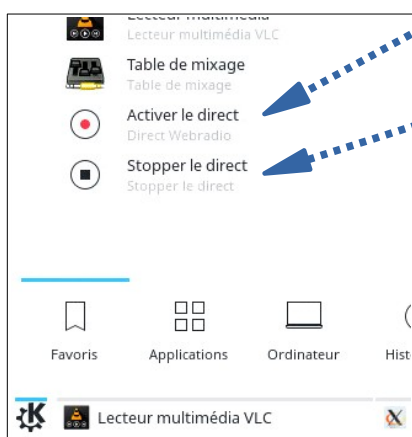 Lecteur multimédia
Lecteur multimédia VLC
Table de mixage
Table de mixage
Activer le direct
Direct Webradio
Stopper le direct
Stopper le direct
Favoris Applications Ordinateur Hist
Lecteur multimédia VLC